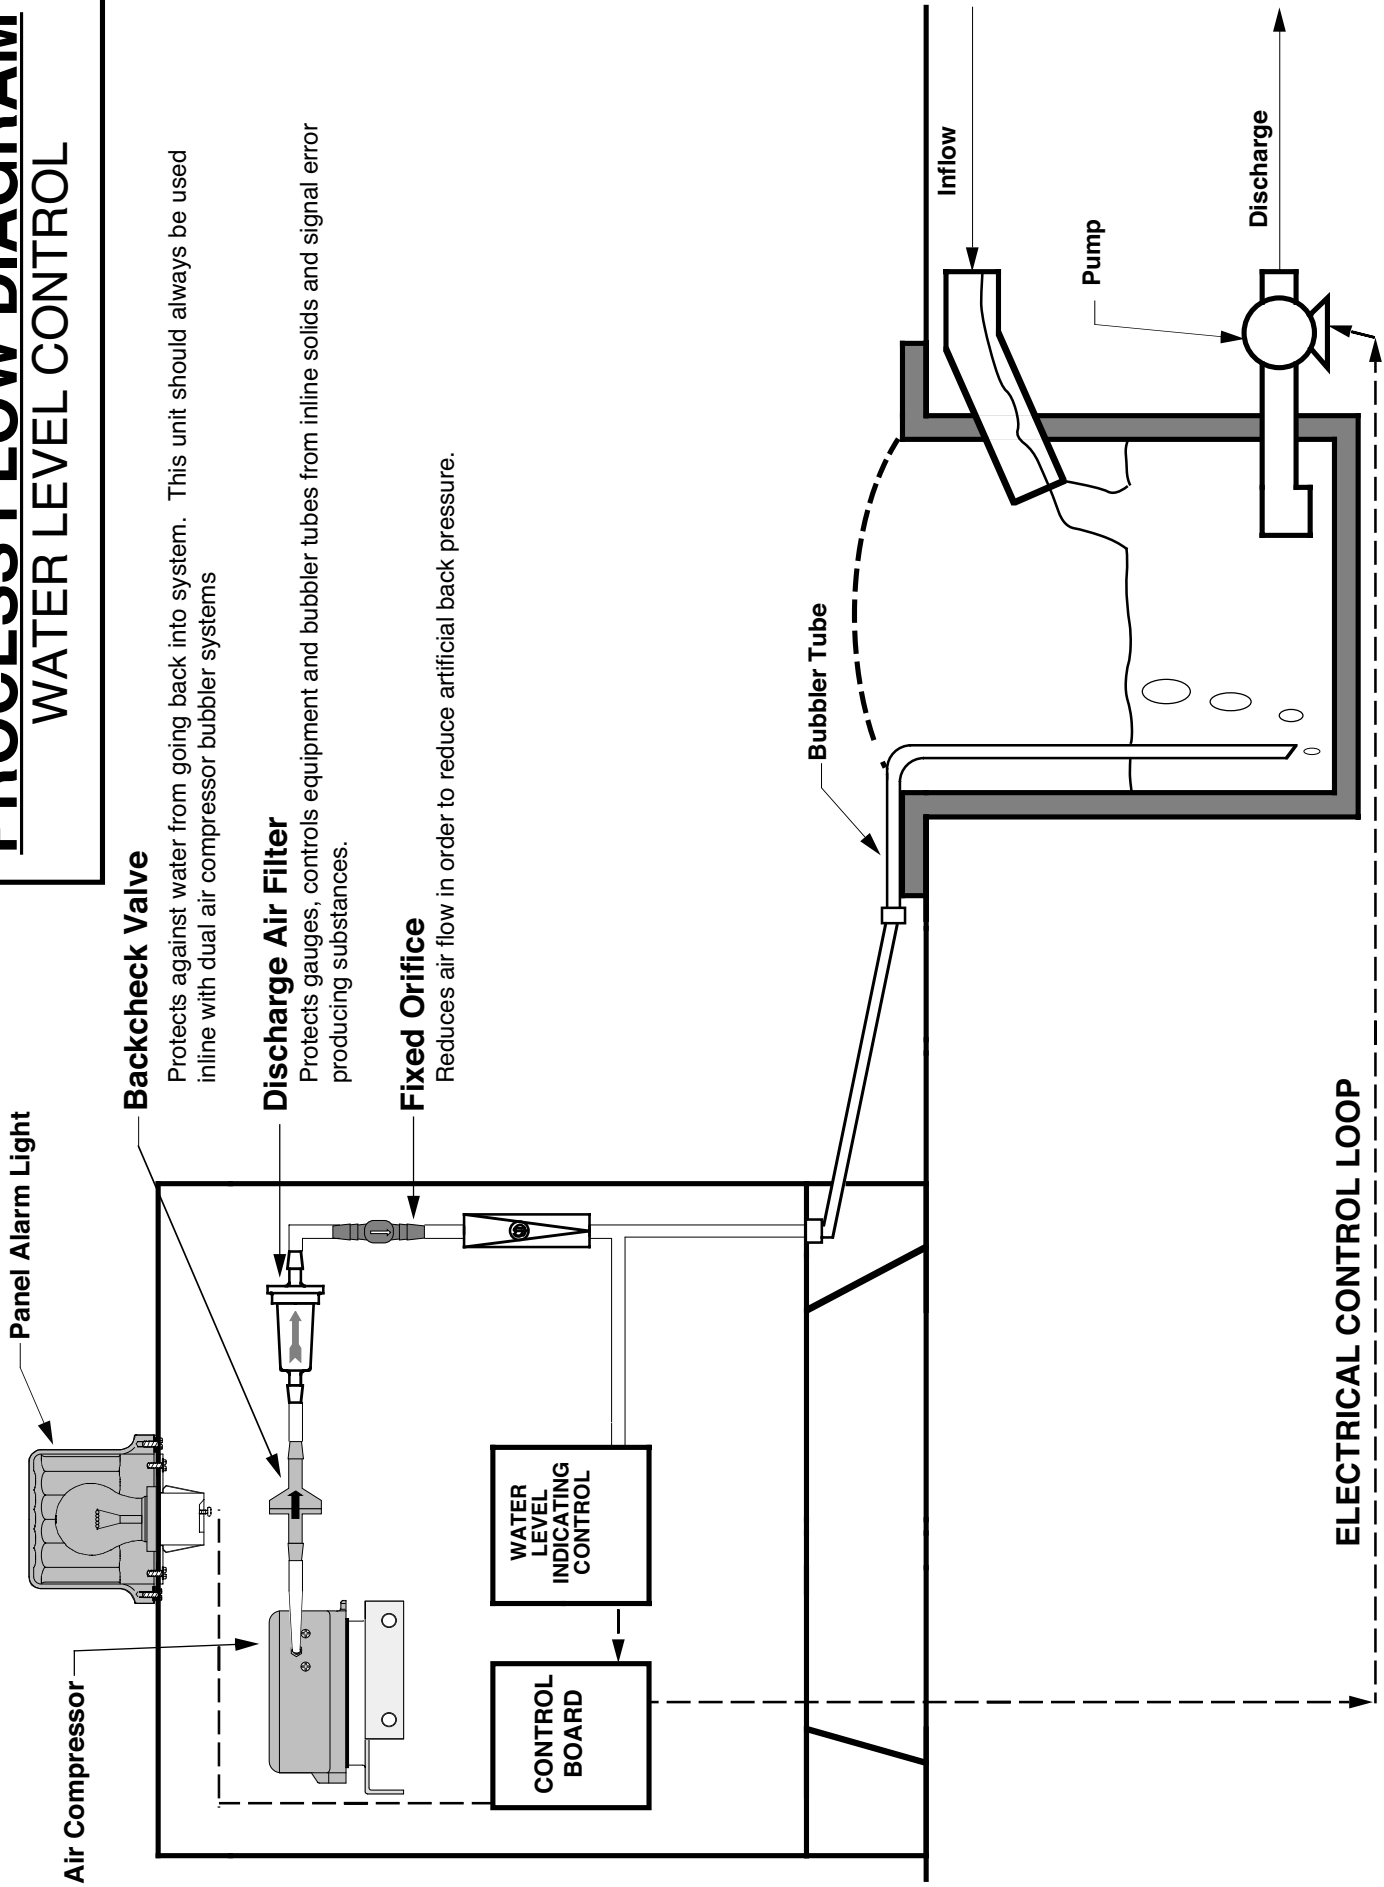 PROCESS FLOW DIAGRAM
WATER LEVEL CONTROL
Panel Alarm Light
Air Compressor
Backcheck Valve
Protects against water from going back into system. This unit should always be used
inline with dual air compressor bubbler systems
Discharge Air Filter
Protects gauges, controls equipment and bubbler tubes from inline solids and signal error
producing substances.
Fixed Orifice
Reduces air flow in order to reduce artificial back pressure.
WATER
LEVEL
INDICATING
CONTROL
CONTROL
BOARD
Bubbler Tube
Inflow
Pump
Discharge
ELECTRICAL CONTROL LOOP